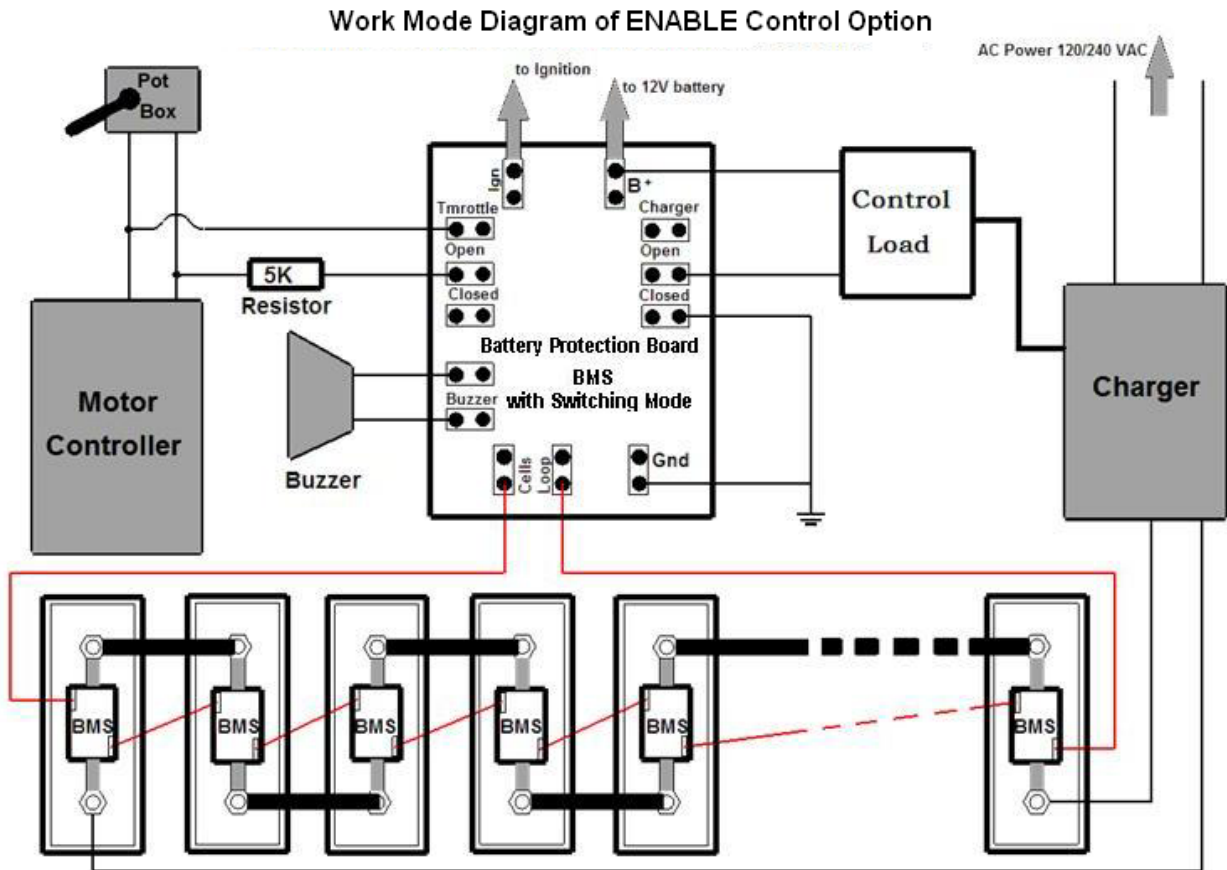 Work Mode Diagram of ENABLE Control Option
AC Power 120/240 VAC
to Ignition
to 12V battery
Pot
Box
Ign
B+
Tmrottle
Charger
Open
Open
Closed
Closed
5K
Resistor
Control
Load
Battery Protection Board
BMS
with Switching Mode
Buzzer
Buzzer
Motor
Controller
Charger
Cells
Loop
Gnd
BMS
BMS
BMS
BMS
BMS
BMS